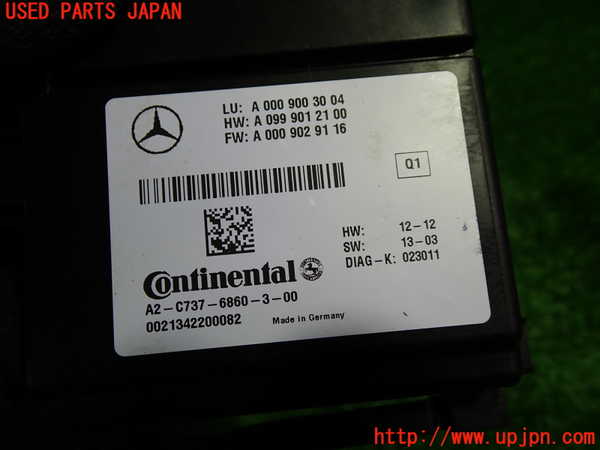 USED PARTS JAPAN
LU: A 000 900 30 04
HW: A 099 901 21 00
FW: A 000 902 91 16
Q1
HW: 12-12
SW: 13-03
DIAG-K: 023011
Continental
A2-C737-6860-3-00
0021342200082 Made in Germany
http://www.upjpn.com/